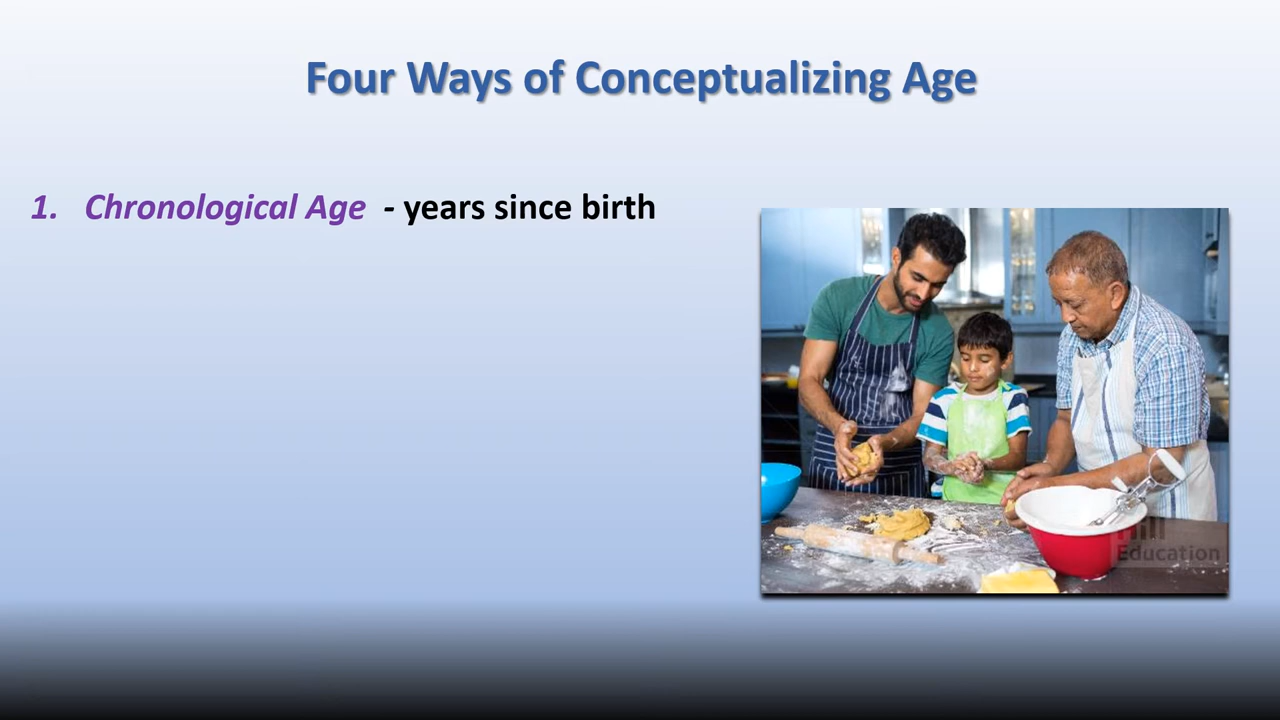 Four Ways of Conceptualizing Age
1. Chronological Age - years since birth
Education